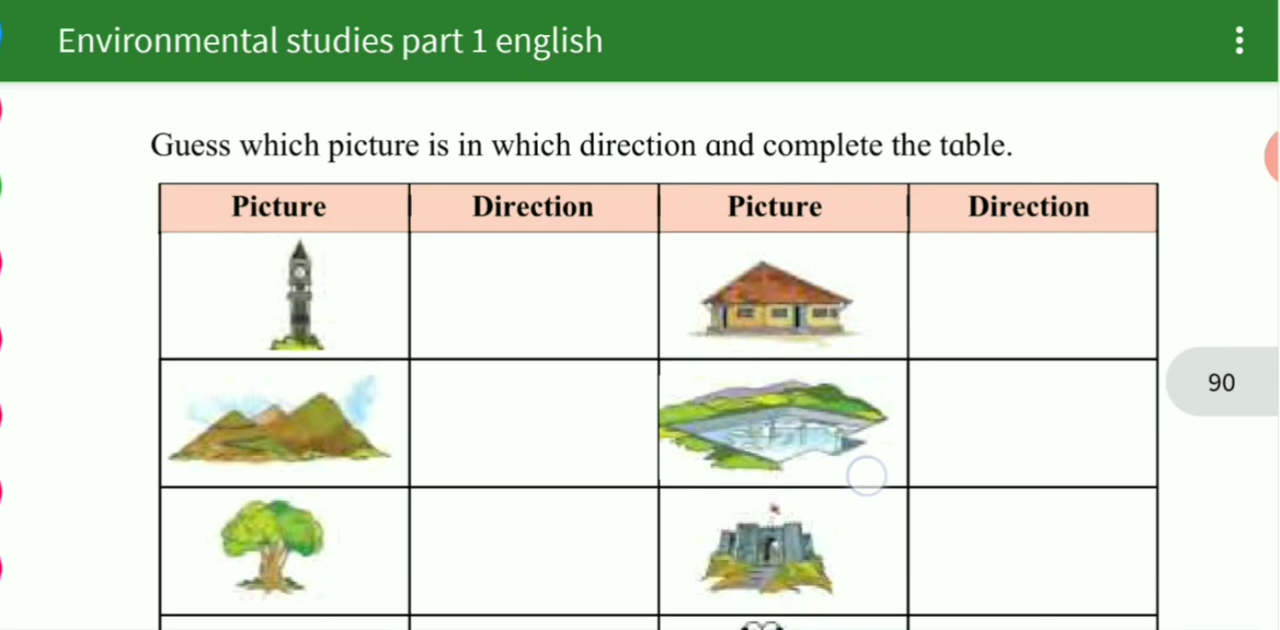 Environmental studies part 1 english
Guess which picture is in which direction and complete the table.
Picture Direction Picture Direction
90